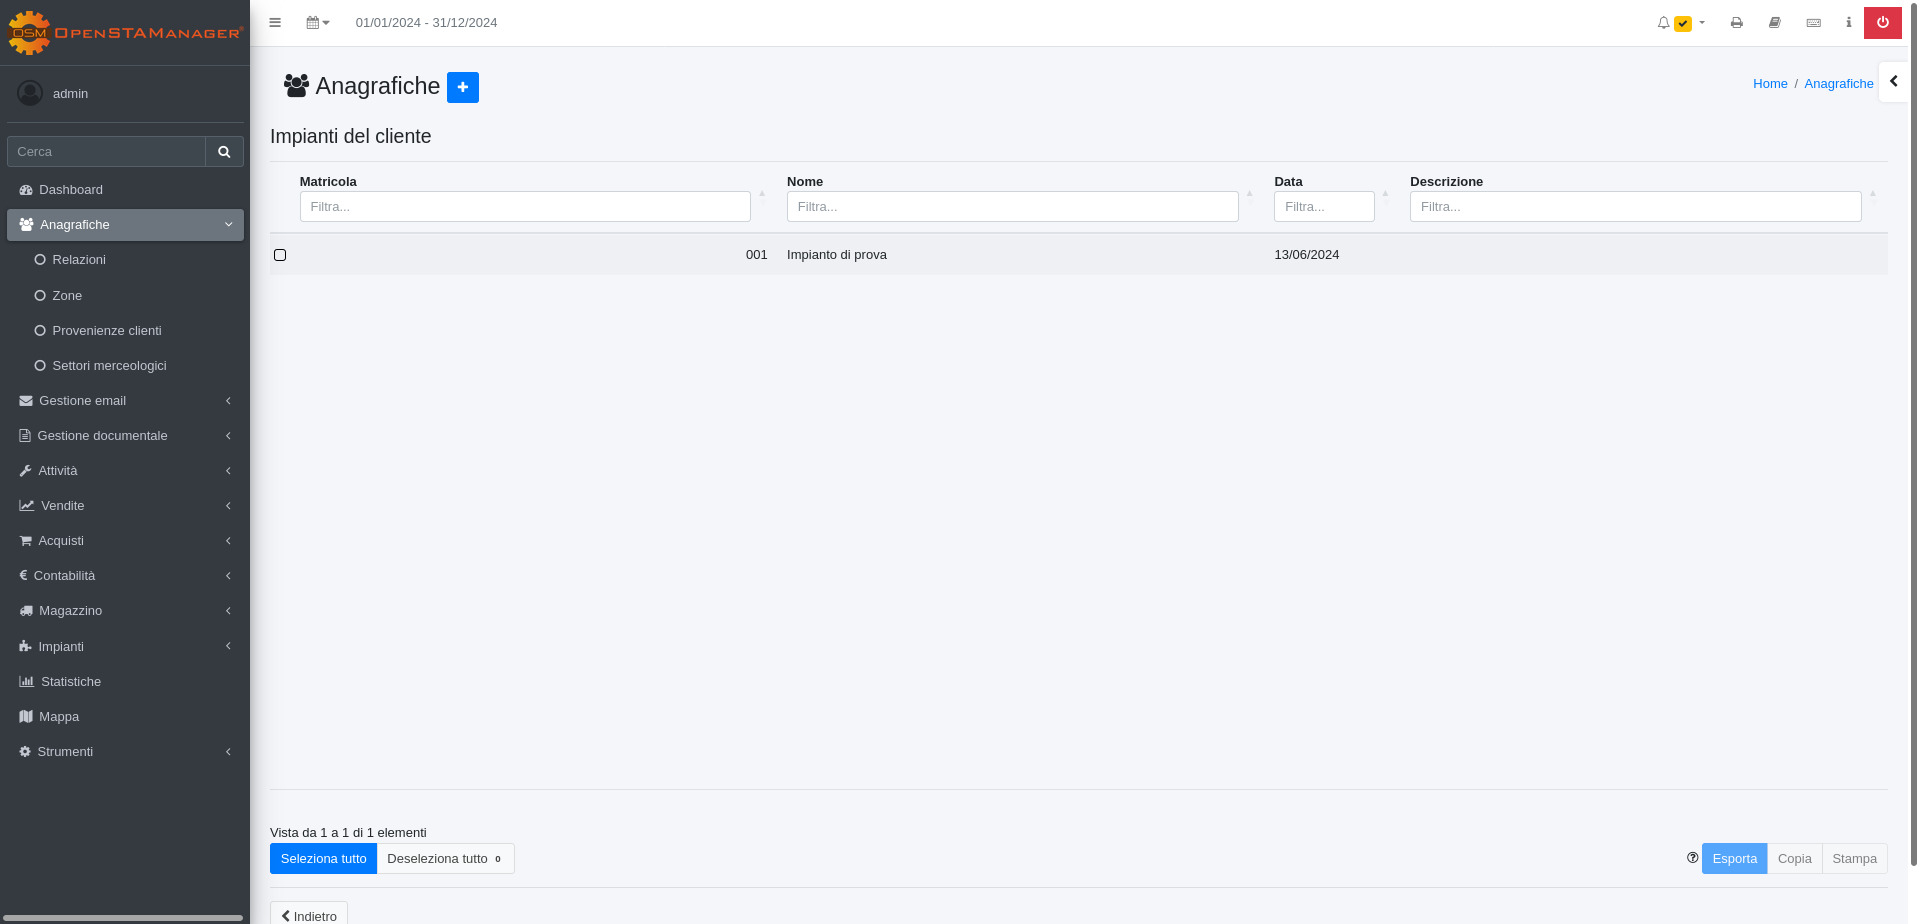 OSM OpenSTAManager®
admin
Cerca
Dashboard
Anagrafiche
Relazioni
Zone
Provenienze clienti
Settori merceologici
Gestione email
Gestione documentale
Attività
Vendite
Acquisti
Contabilità
Magazzino
Impianti
Statistiche
Mappa
Strumenti
01/01/2024 - 31/12/2024
Anagrafiche
Home / Anagrafiche
Impianti del cliente
Matricola Nome Data Descrizione
Filtra... Filtra... Filtra... Filtra...
001 Impianto di prova 13/06/2024
Vista da 1 a 1 di 1 elementi
Seleziona tutto Deseleziona tutto 0
Esporta Copia Stampa
Indietro